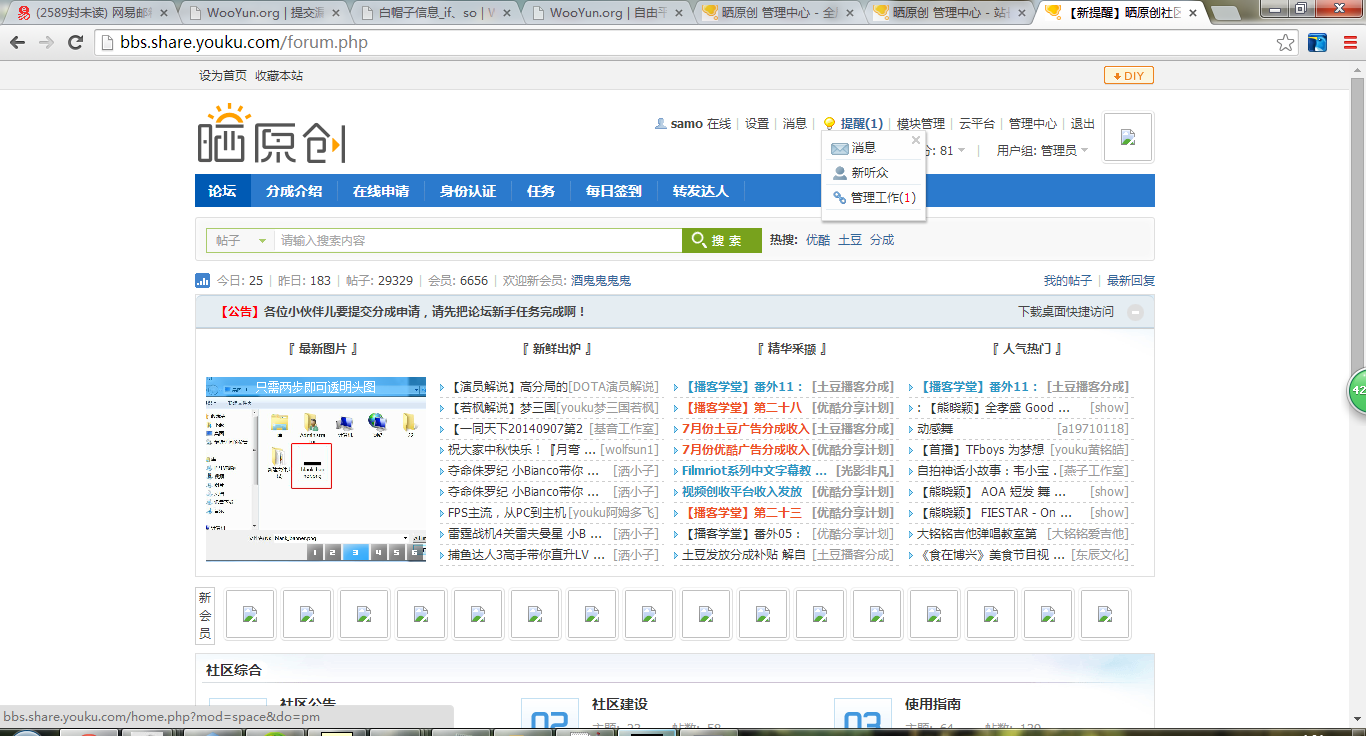 (2589封未读) 网易邮
WooYun.org | 提交漏
白帽子信息_if、so | V
WooYun.org | 自由平
晒原创 管理中心 - 全
晒原创 管理中心 - 站
【新提醒】晒原创社区
bbs.share.youku.com/forum.php
设为首页 收藏本站
DIY
晒原创
samo 在线 | 设置 | 消息 | 提醒(1) | 模块管理 | 云平台 | 管理中心 | 退出
: 81 | 用户组: 管理员
消息
新听众
管理工作(1)
论坛 分成介绍 在线申请 身份认证 任务 每日签到 转发达人
帖子 请输入搜索内容 搜索 热搜: 优酷 土豆 分成
今日: 25 | 昨日: 183 | 帖子: 29329 | 会员: 6656 | 欢迎新会员: 酒鬼鬼鬼鬼 我的帖子 | 最新回复
【公告】各位小伙伴儿要提交分成申请，请先把论坛新手任务完成啊！ 下载桌面快捷访问
『 最新图片 』 『 新鲜出炉 』 『 精华采撷 』 『 人气热门 』
只需两步即可透明头图
1 2 3 4 5 6
【演员解说】高分局的 [DOTA演员解说]
【若枫解说】梦三国 [youku梦三国若枫]
【一同天下20140907第2 [基音工作室]
祝大家中秋快乐！『月弯 ... [wolfsun1]
夺命侏罗纪 小Bianco带你 ... [洒小子]
夺命侏罗纪 小Bianco带你 ... [洒小子]
FPS主流，从PC到主机 [youku阿姆多飞]
雷霆战机4关雷夫曼星 小B ... [洒小子]
捕鱼达人3高手带你直升LV ... [洒小子]
【播客学堂】番外11： [土豆播客分成]
【播客学堂】第二十八 [优酷分享计划]
7月份土豆广告分成收入 [优酷分享计划]
7月份优酷广告分成收入 [优酷分享计划]
Filmriot系列中文字幕教 ... [光影非凡]
视频创收平台收入发放 [优酷分享计划]
【播客学堂】第二十三 [优酷分享计划]
【播客学堂】番外05： [土豆播客分成]
土豆发放分成补贴 解自 [土豆播客分成]
【播客学堂】番外11： [土豆播客分成]
: 【熊晓颖】全孝盛 Good ... [show]
动感舞 [a19710118]
【首播】TFboys 为梦想 [youku黄铭皓]
自拍神话小故事：韦小宝 . [燕子工作室]
【熊晓颖】 AOA 短发 舞 ... [show]
【熊晓颖】 FIESTAR - On ... [show]
大铭铭吉他弹唱教室第 [大铭铭爱吉他]
《食在博兴》美食节目视 ... [东辰文化]
42
新会员
社区综合
社区公告
02 社区建设
主题: 22 帖数: 58
03 使用指南
主题: 64 帖数: 129
bbs.share.youku.com/home.php?mod=space&do=pm